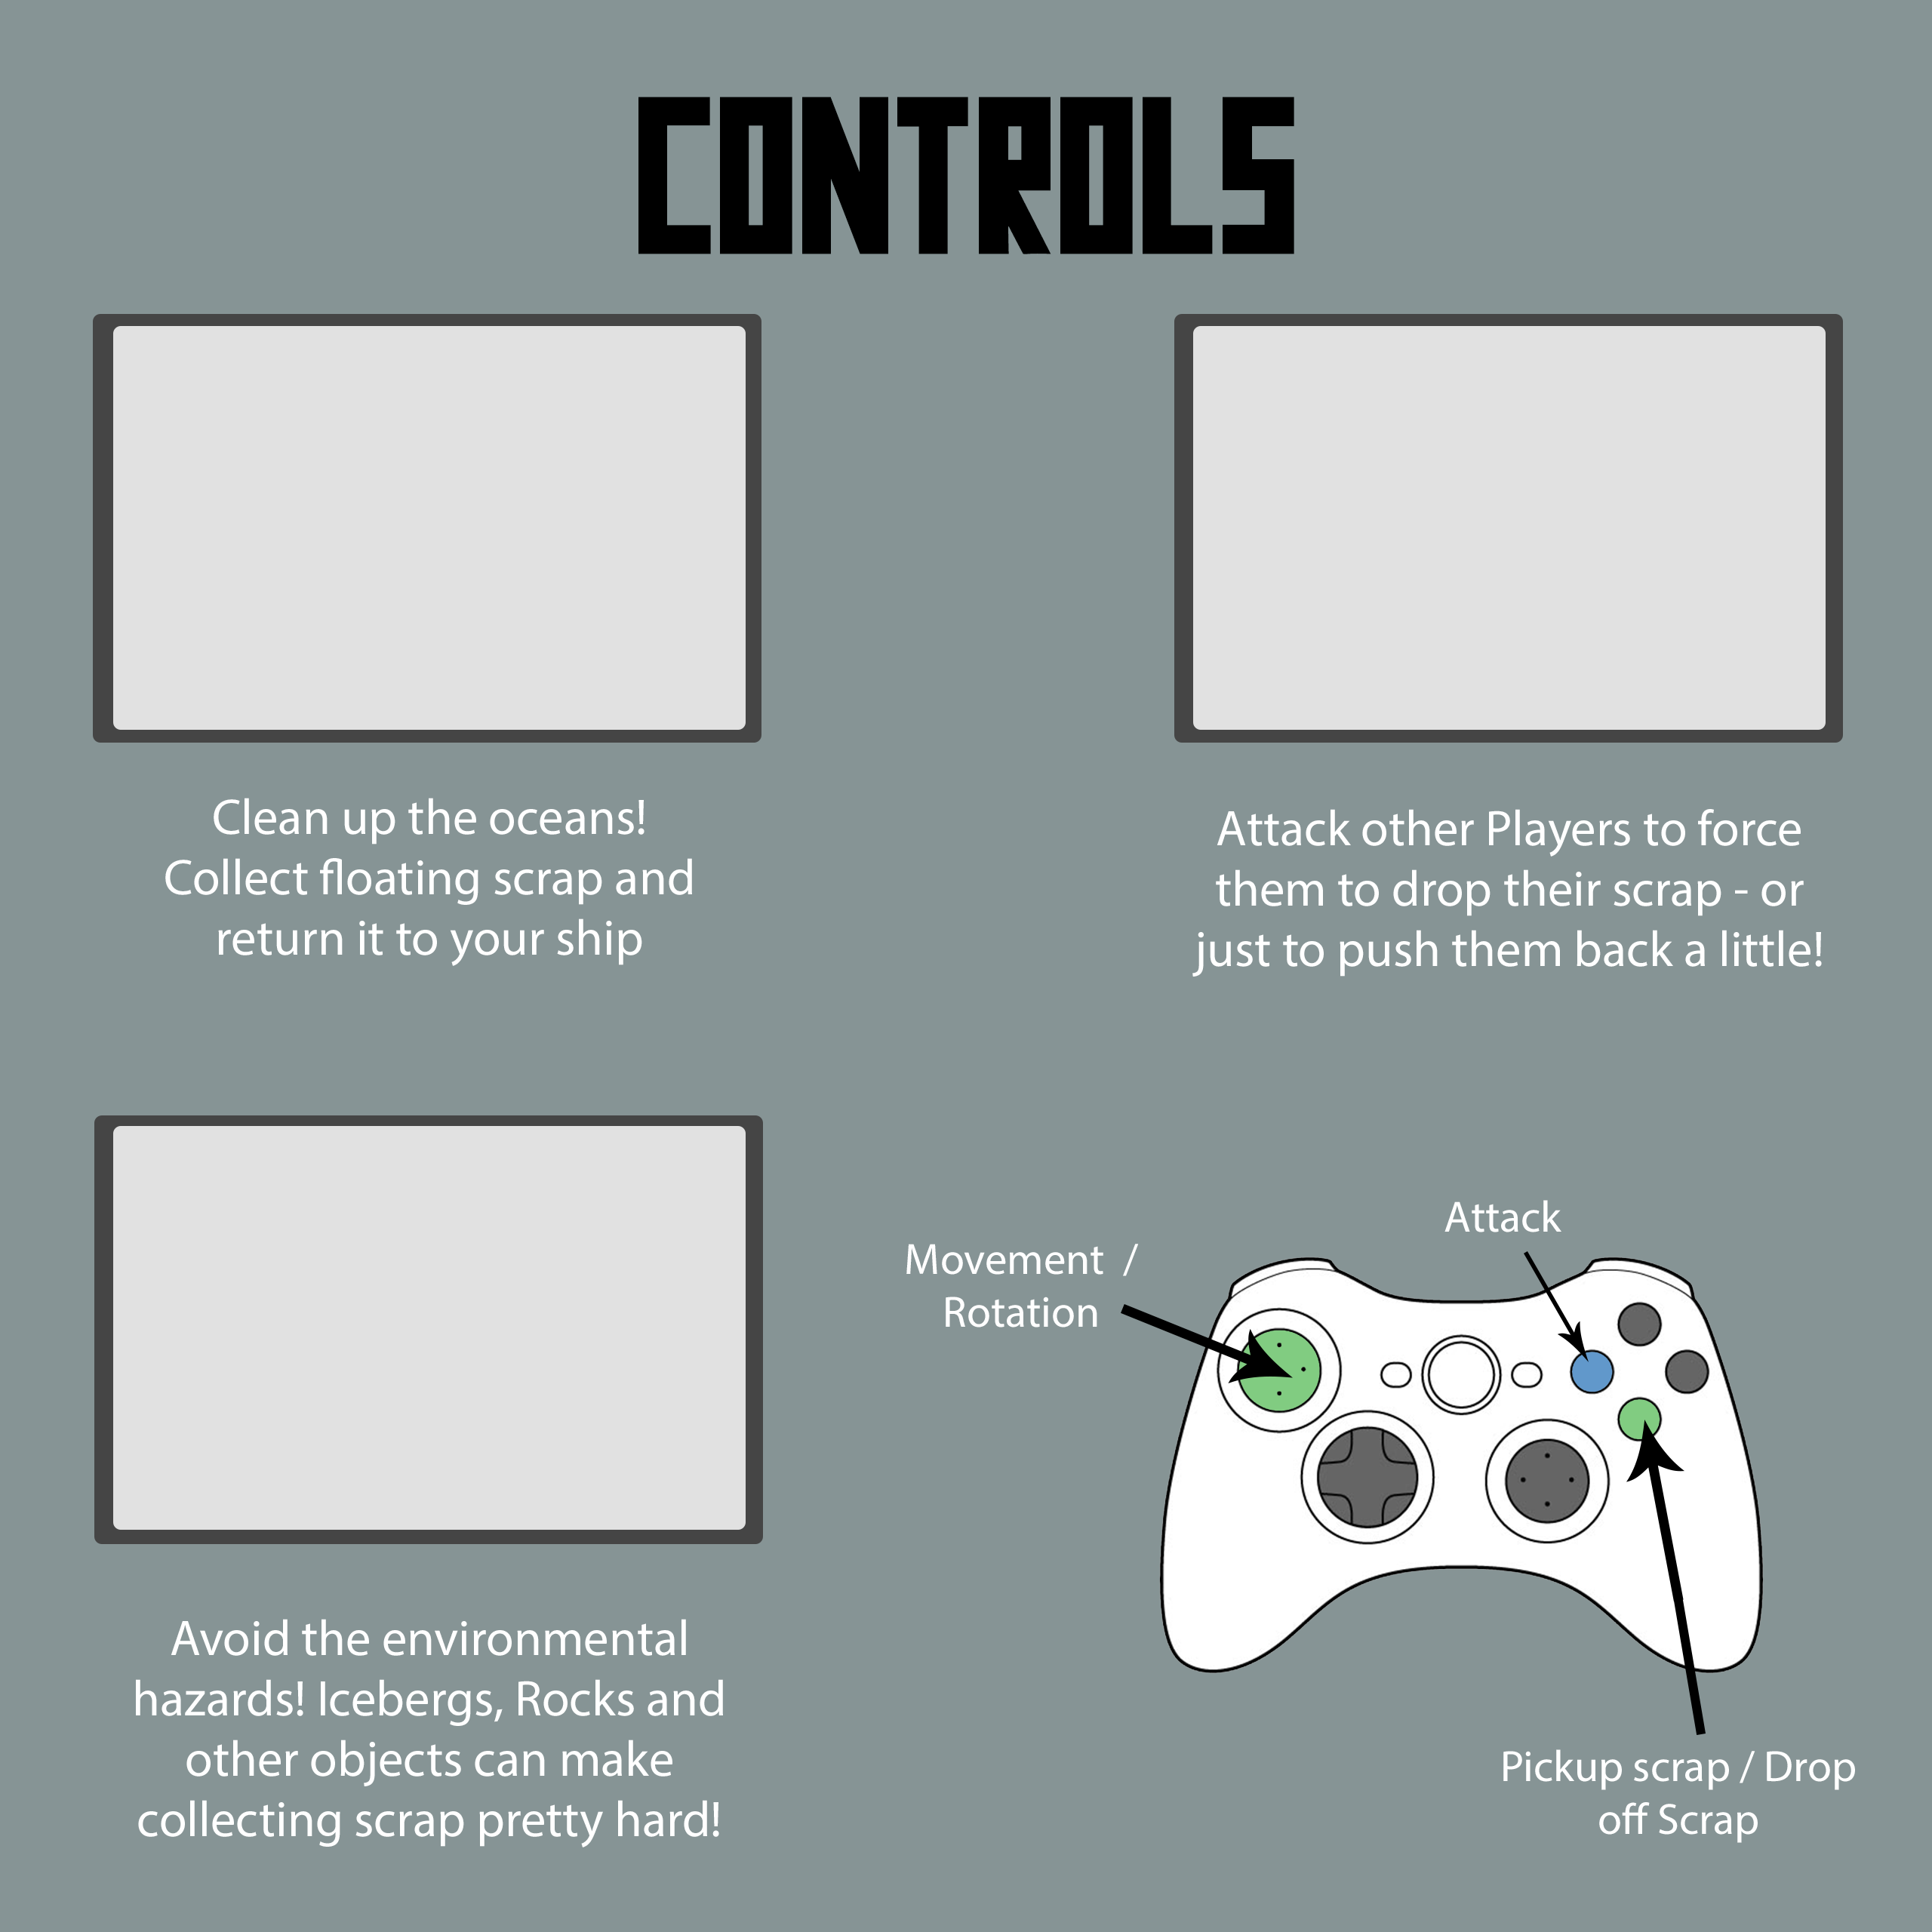 CONTROLS
Clean up the oceans!
Collect floating scrap and
return it to your ship
Attack other Players to force
them to drop their scrap - or
just to push them back a little!
Avoid the environmental
hazards! Icebergs, Rocks and
other objects can make
collecting scrap pretty hard!
Movement /
Rotation
Attack
Pickup scrap / Drop
off Scrap